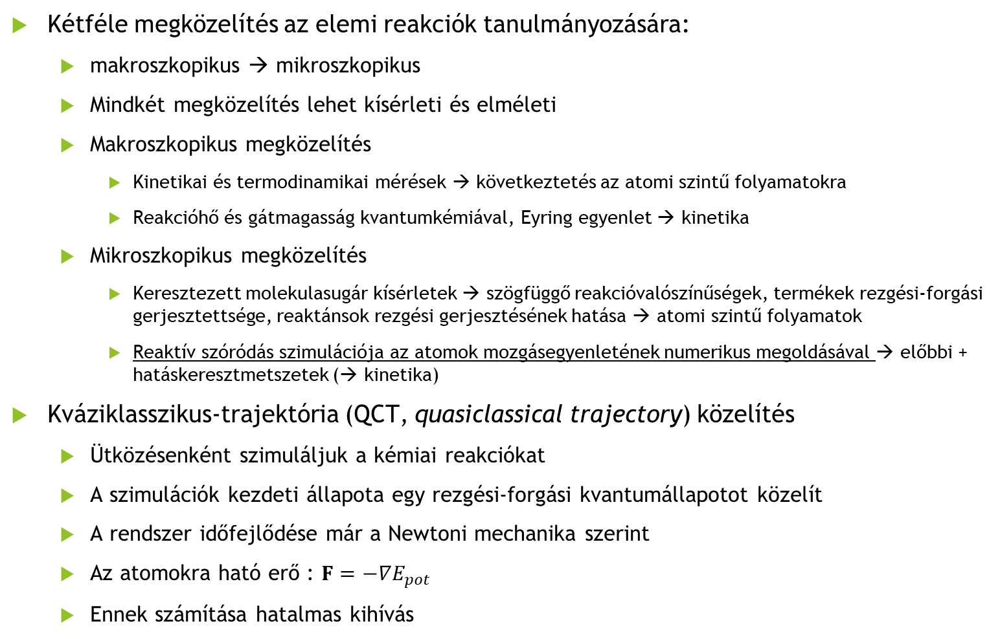 Kétféle megközelítés az elemi reakciók tanulmányozására:
makroszkopikus → mikroszkopikus
Mindkét megközelítés lehet kísérleti és elméleti
Makroszkopikus megközelítés
Kinetikai és termodinamikai mérések → következtetés az atomi szintű folyamatokra
Reakcióhő és gátmagasság kvantumkémiával, Eyring egyenlet → kinetika
Mikroszkopikus megközelítés
Keresztezett molekulasugár kísérletek → szögfüggő reakcióvalószínűségek, termékek rezgési-forgási
gerjesztettsége, reaktánsok rezgési gerjesztésének hatása → atomi szintű folyamatok
Reaktív szóródás szimulációja az atomok mozgásegyenletének numerikus megoldásával → előbbi +
hatáskeresztmetszetek (→ kinetika)
Kváziklasszikus-trajektória (QCT, quasiclassical trajectory) közelítés
Ütközésenként szimuláljuk a kémiai reakciókat
A szimulációk kezdeti állapota egy rezgési-forgási kvantumállapotot közelít
A rendszer időfejlődése már a Newtoni mechanika szerint
Az atomokra ható erő : F = −∇E_pot
Ennek számítása hatalmas kihívás